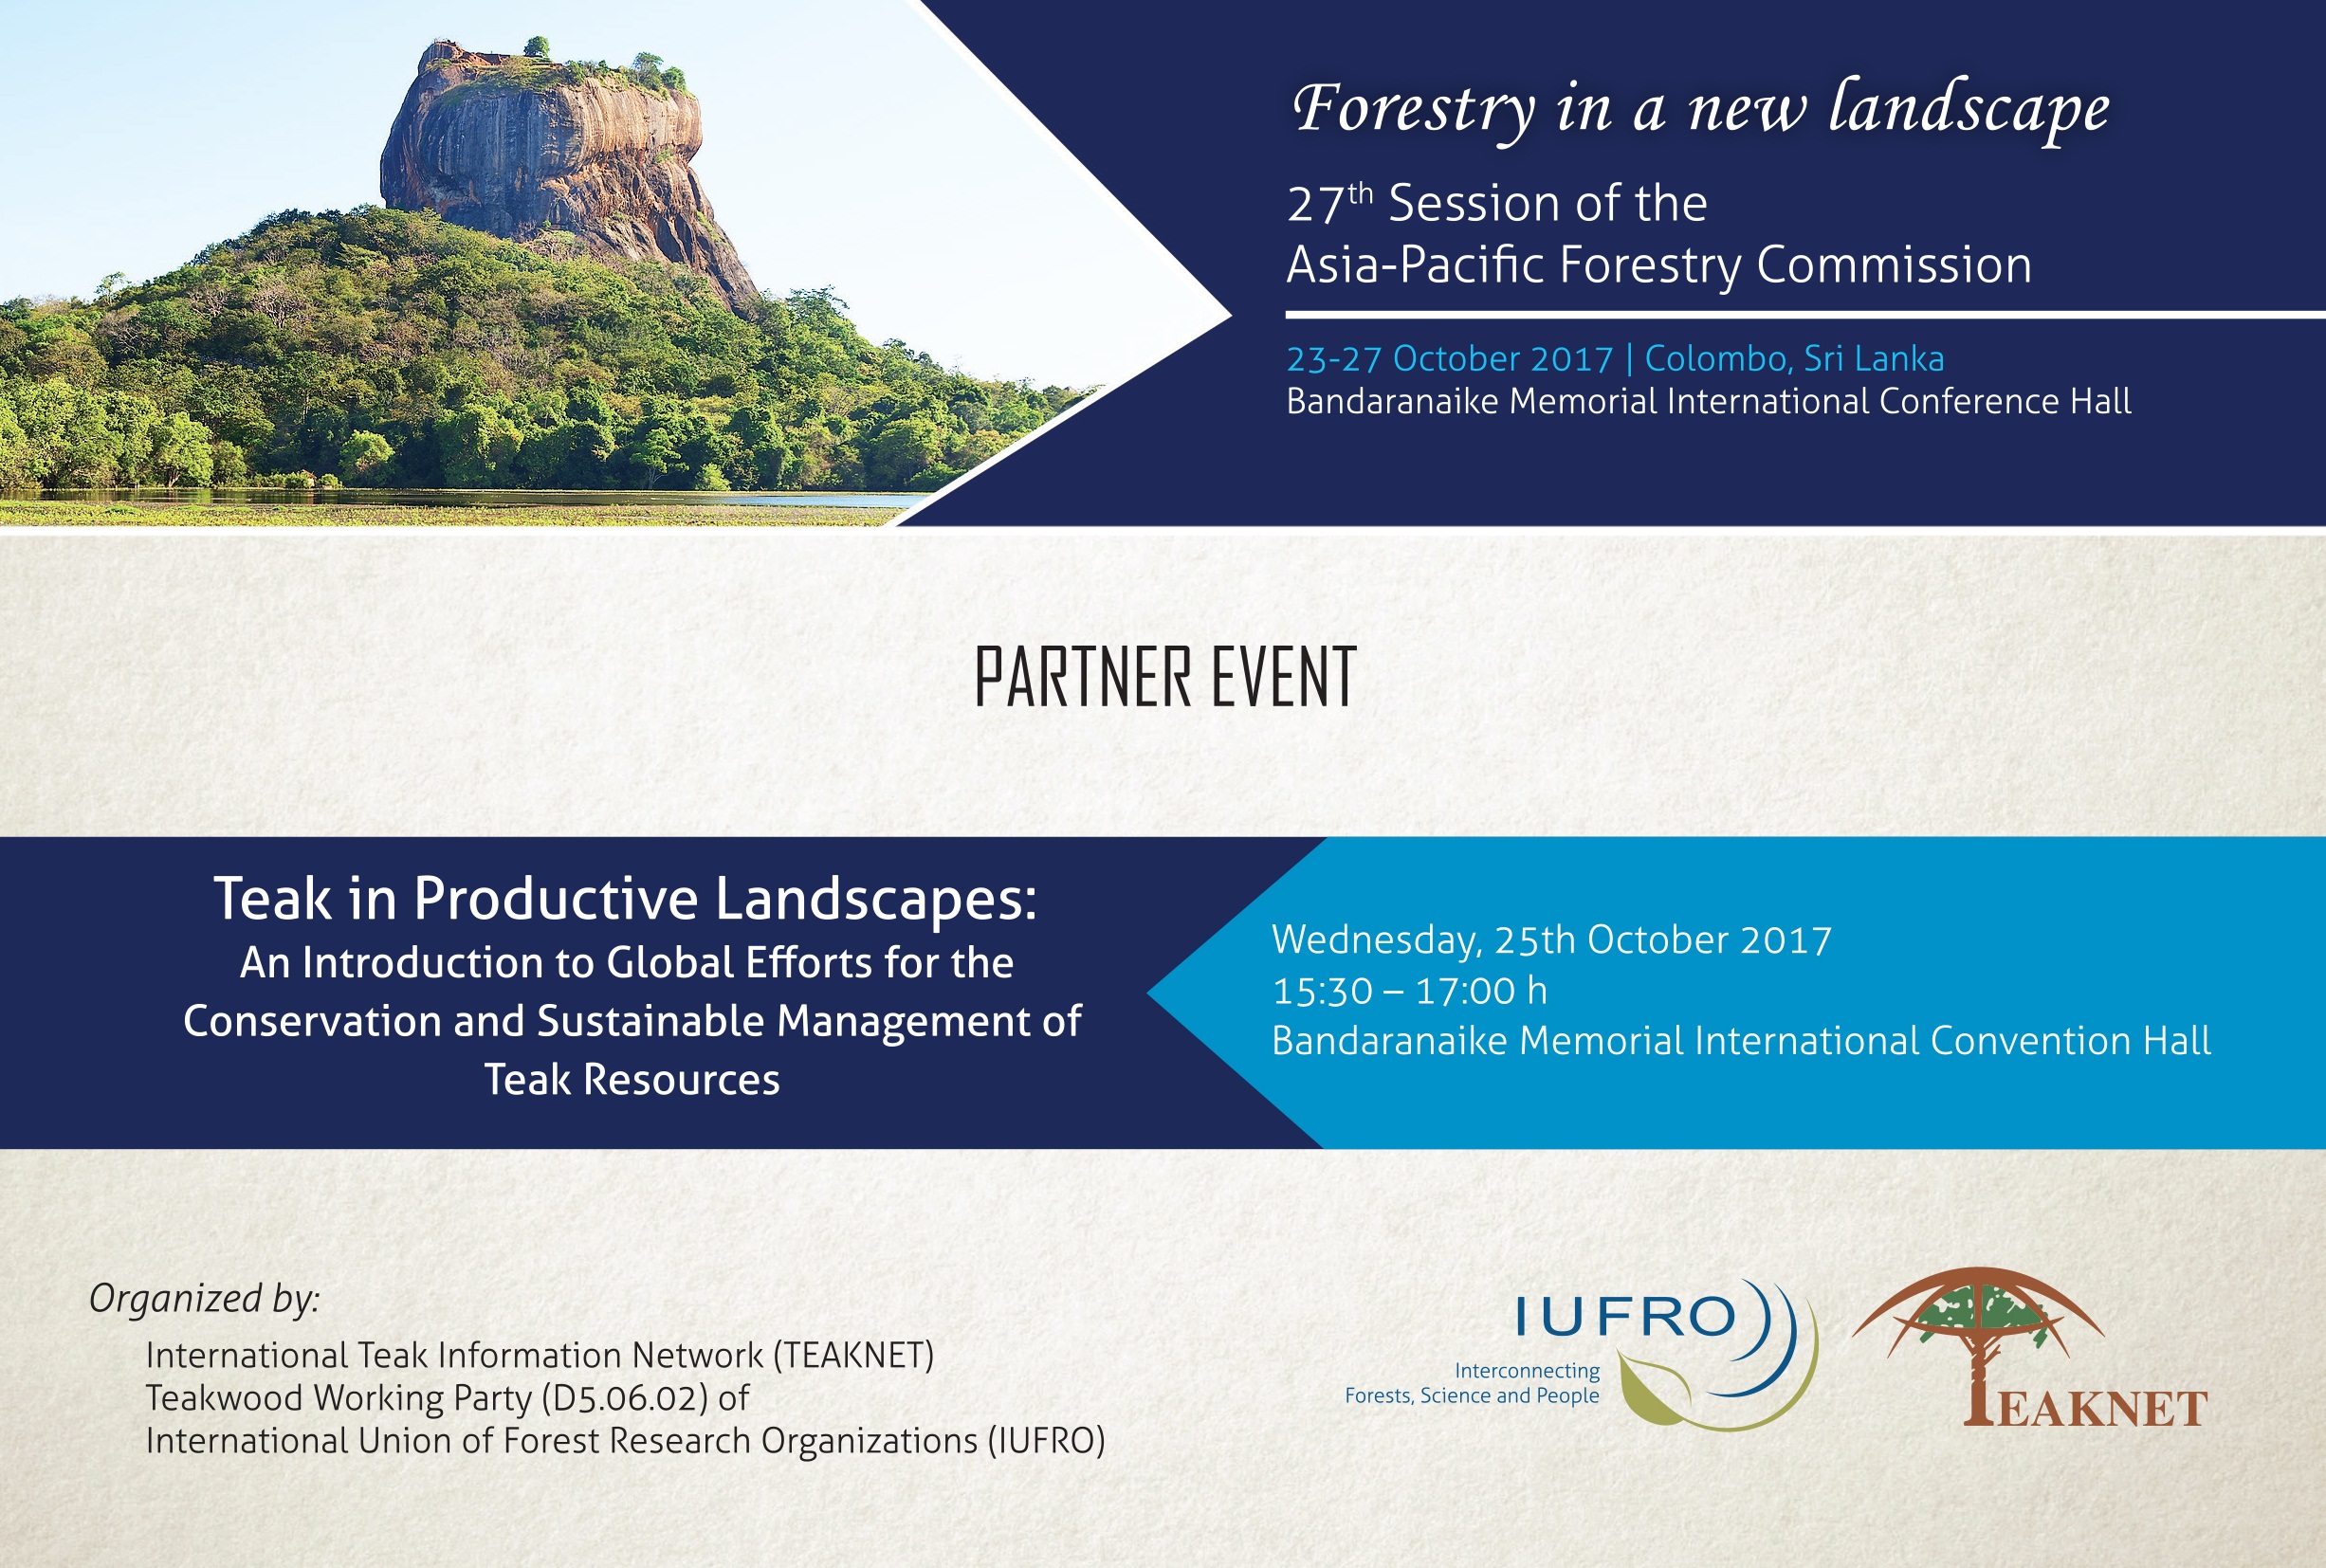 Forestry in a new landscape
27th Session of the
Asia-Pacific Forestry Commission
23-27 October 2017 | Colombo, Sri Lanka
Bandaranaike Memorial International Conference Hall
PARTNER EVENT
Teak in Productive Landscapes:
An Introduction to Global Efforts for the
Conservation and Sustainable Management of
Teak Resources
Wednesday, 25th October 2017
15:30 – 17:00 h
Bandaranaike Memorial International Convention Hall
Organized by:
International Teak Information Network (TEAKNET)
Teakwood Working Party (D5.06.02) of
International Union of Forest Research Organizations (IUFRO)
IUFRO
Interconnecting
Forests, Science and People
TEAKNET